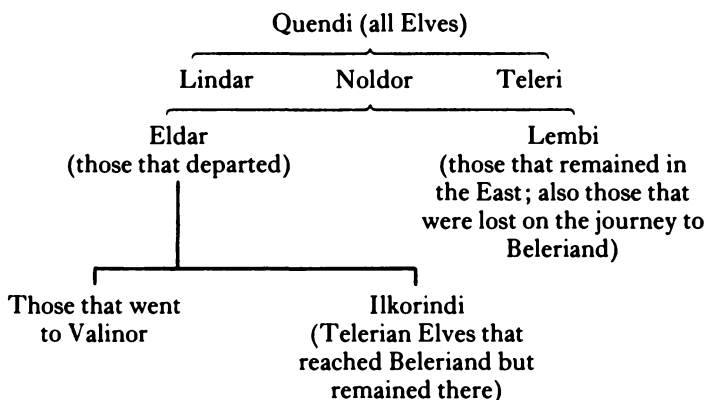 Quendi (all Elves)
Lindar Noldor Teleri
Eldar
(those that departed)
Lembi
(those that remained in
the East; also those that
were lost on the journey to
Beleriand)
Those that went
to Valinor
Ilkorindi
(Telerian Elves that
reached Beleriand but
remained there)